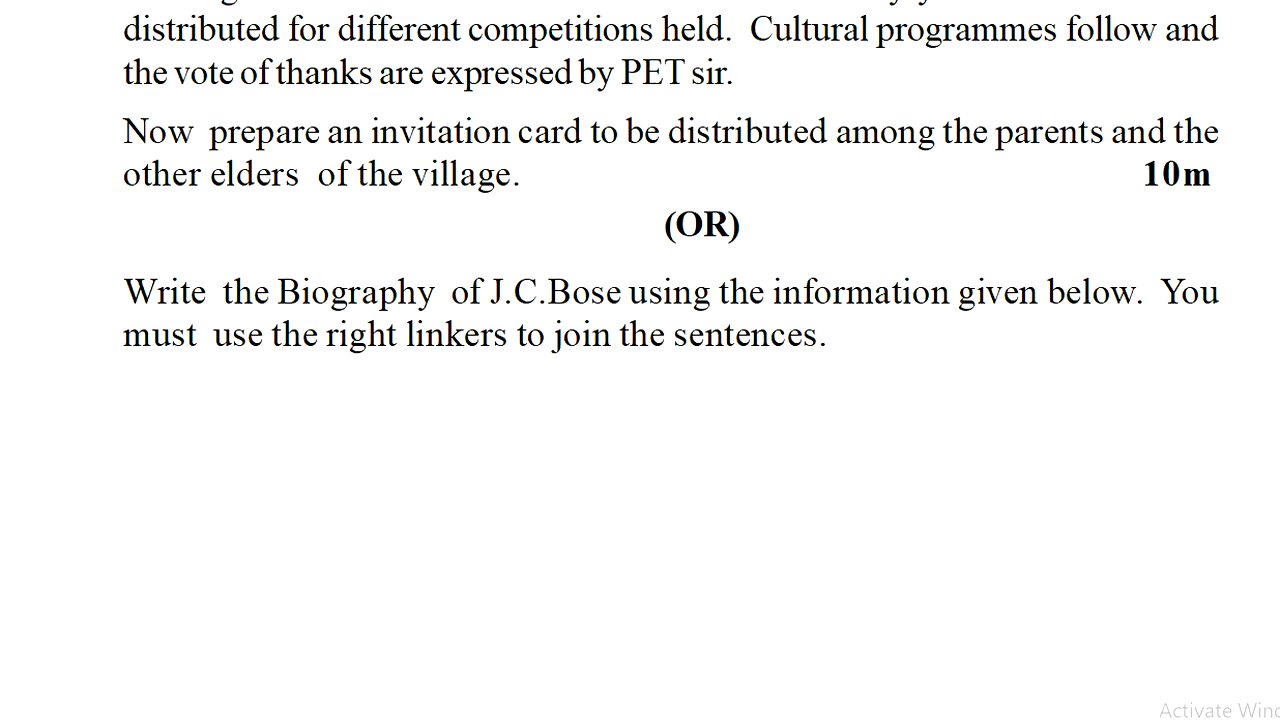 distributed for different competitions held. Cultural programmes follow and
the vote of thanks are expressed by PET sir.
Now prepare an invitation card to be distributed among the parents and the
other elders of the village. 10m
(OR)
Write the Biography of J.C.Bose using the information given below. You
must use the right linkers to join the sentences.
Activate Wind